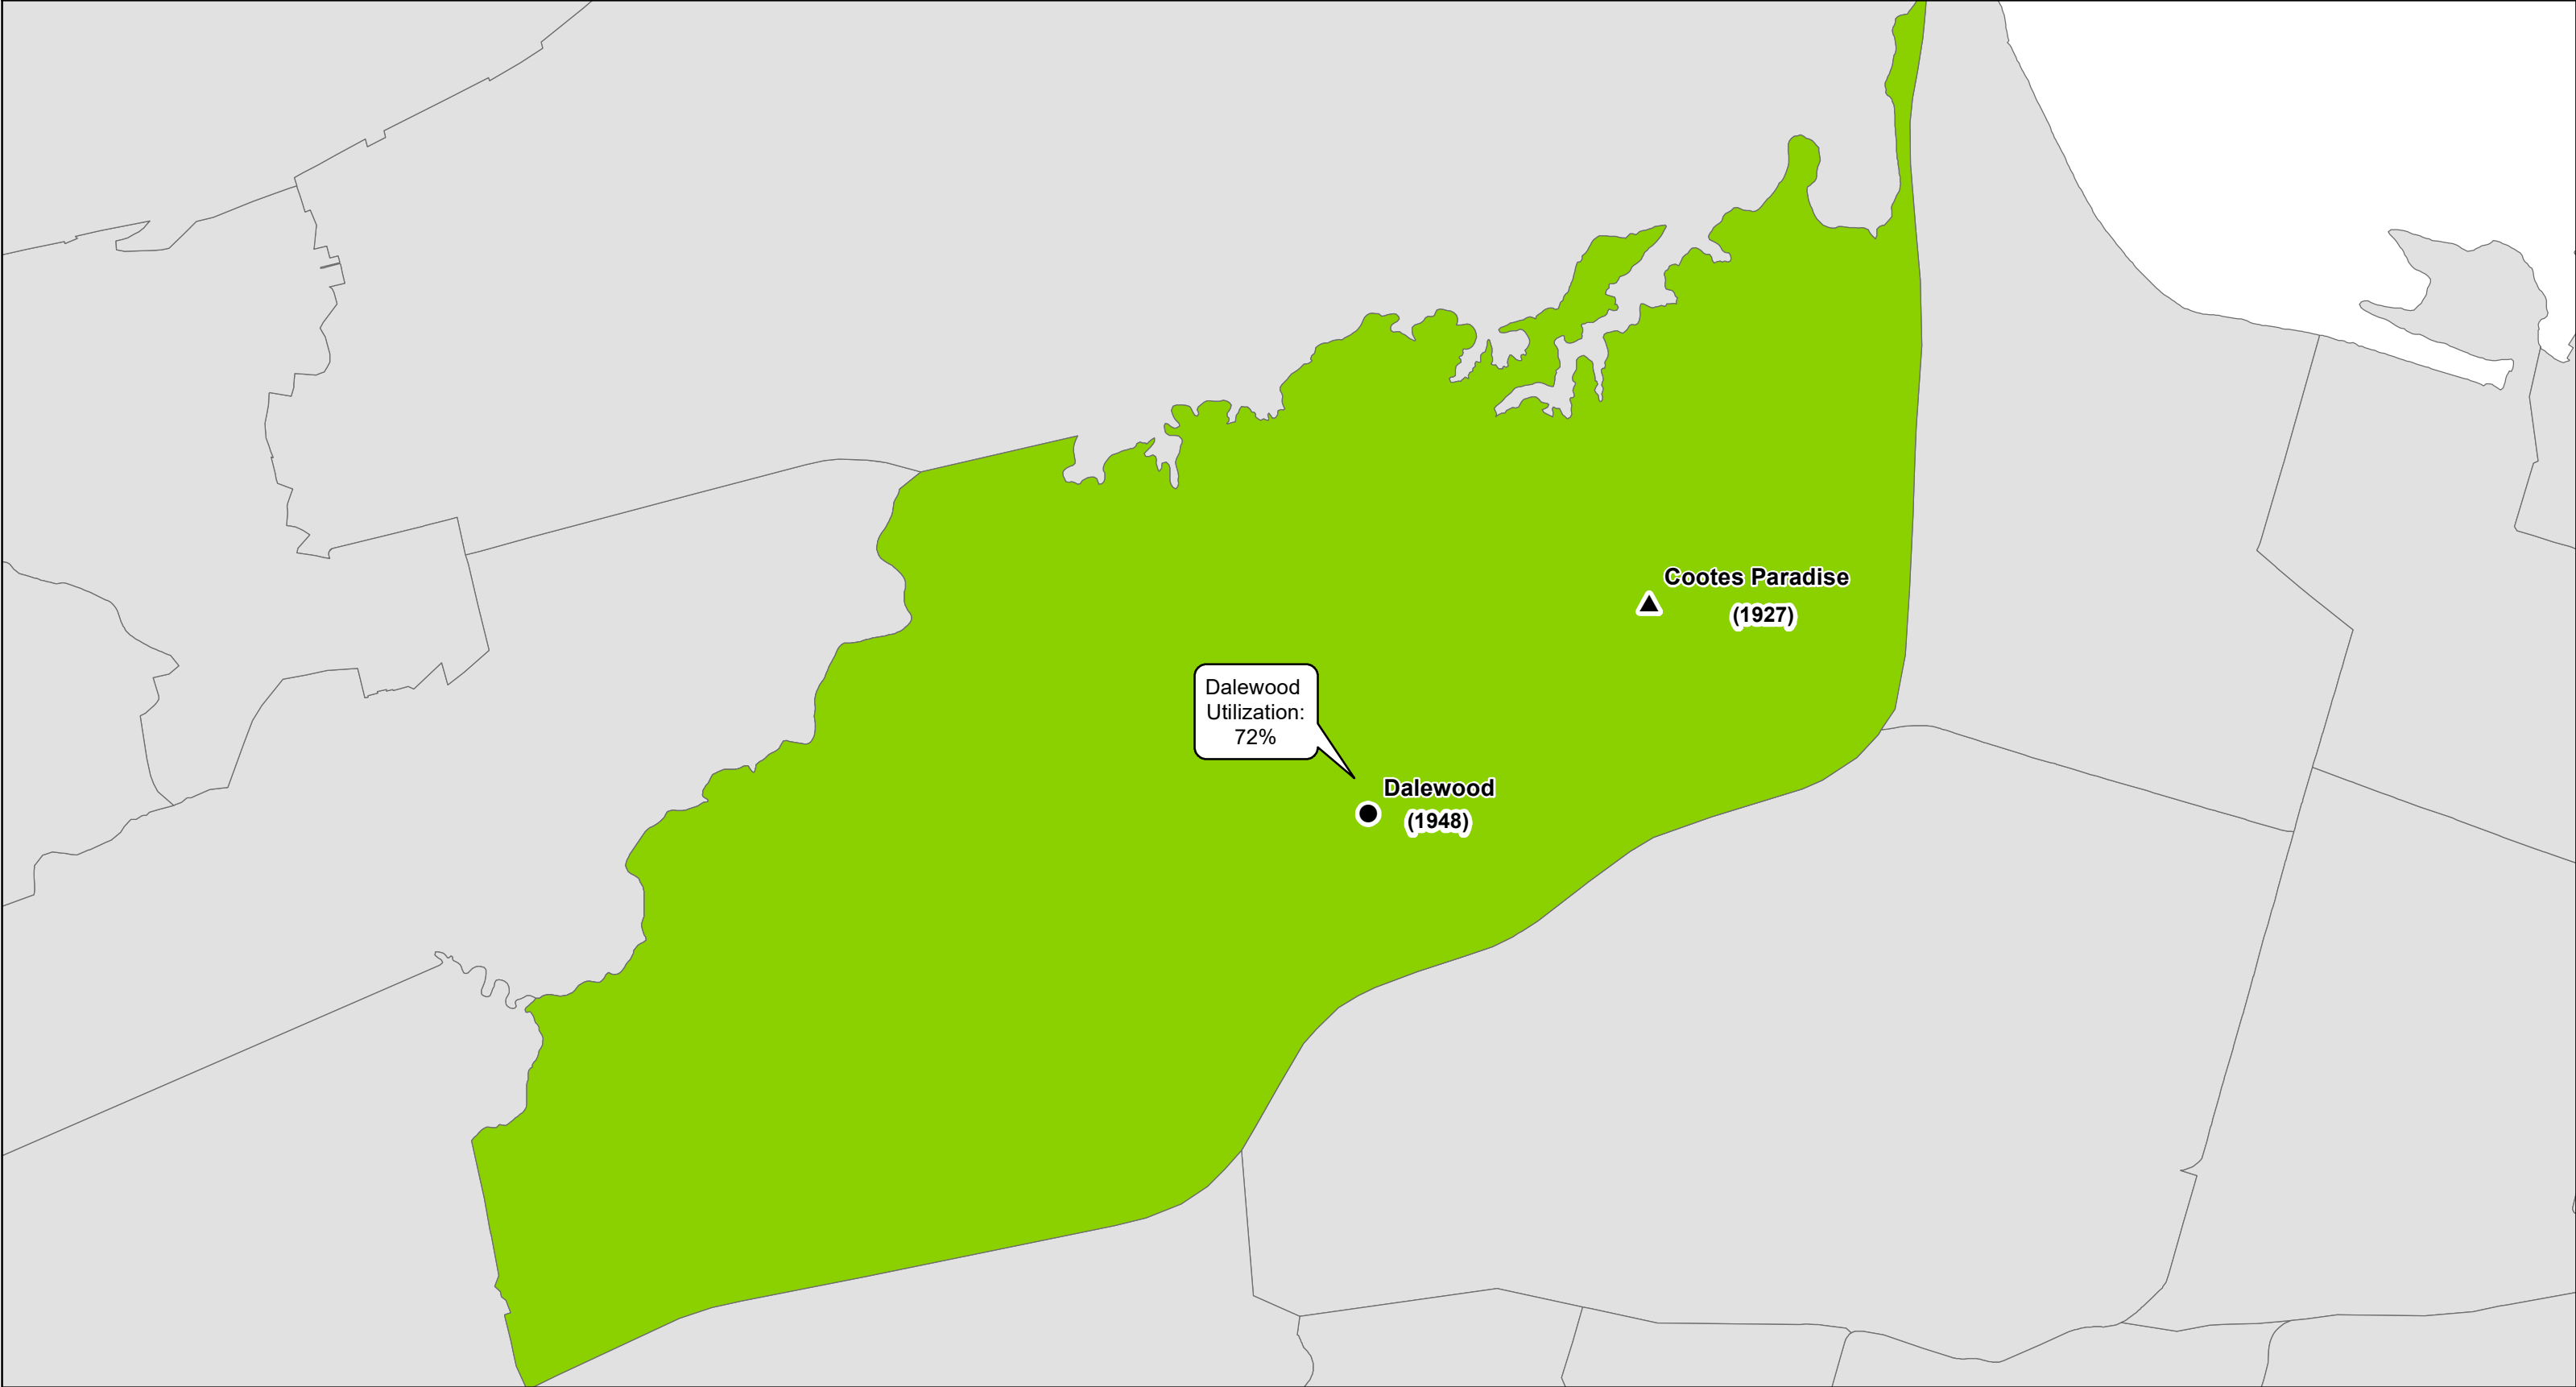 Cootes Paradise
(1927)
Dalewood
Utilization:
72%
Dalewood
(1948)